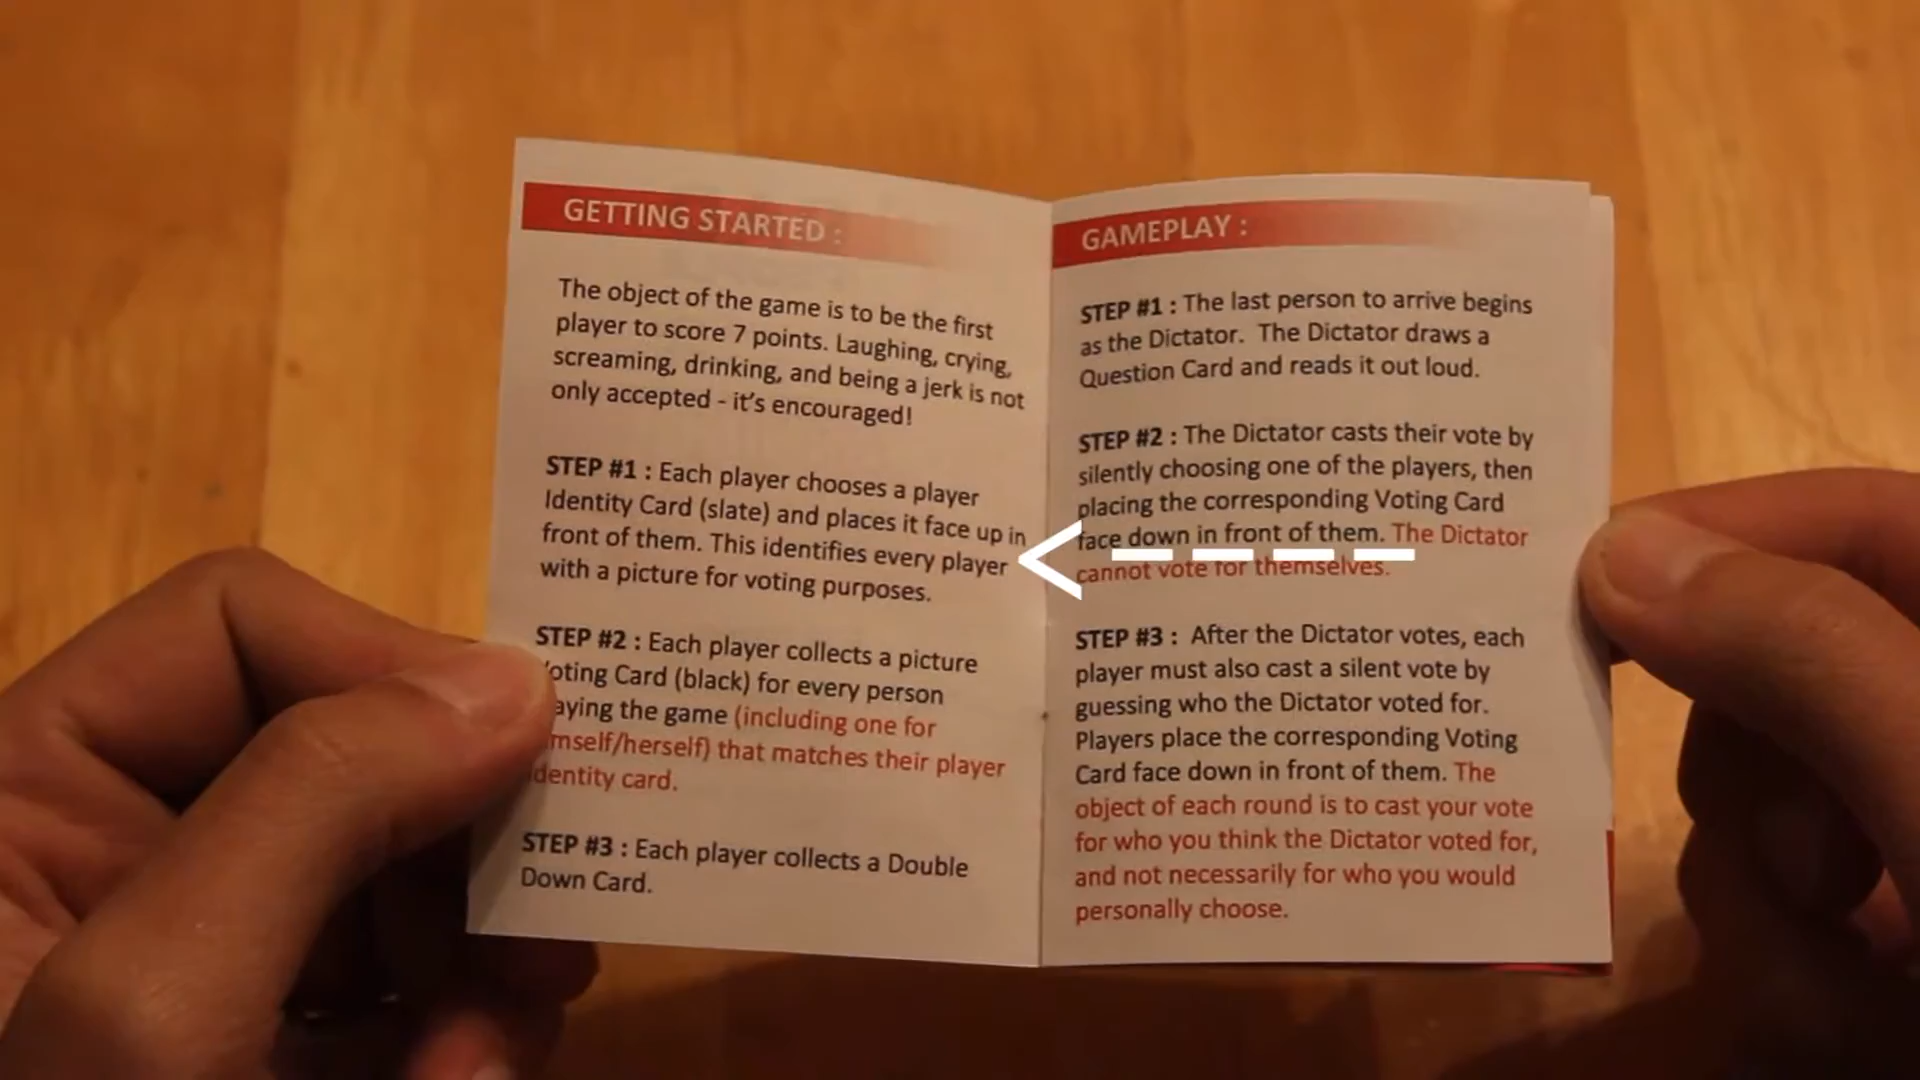 GETTING STARTED :
The object of the game is to be the first
player to score 7 points. Laughing, crying,
screaming, drinking, and being a jerk is not
only accepted - it's encouraged!
STEP #1 : Each player chooses a player
Identity Card (slate) and places it face up in
front of them. This identifies every player
with a picture for voting purposes.
STEP #2 : Each player collects a picture
oting Card (black) for every person
aying the game (including one for
mself/herself) that matches their player
dentity card.
STEP #3 : Each player collects a Double
Down Card.
GAMEPLAY :
STEP #1 : The last person to arrive begins
as the Dictator. The Dictator draws a
Question Card and reads it out loud.
STEP #2 : The Dictator casts their vote by
silently choosing one of the players, then
placing the corresponding Voting Card
face down in front of them. The Dictator
cannot vote for themselves.
STEP #3 : After the Dictator votes, each
player must also cast a silent vote by
guessing who the Dictator voted for.
Players place the corresponding Voting
Card face down in front of them. The
object of each round is to cast your vote
for who you think the Dictator voted for,
and not necessarily for who you would
personally choose.